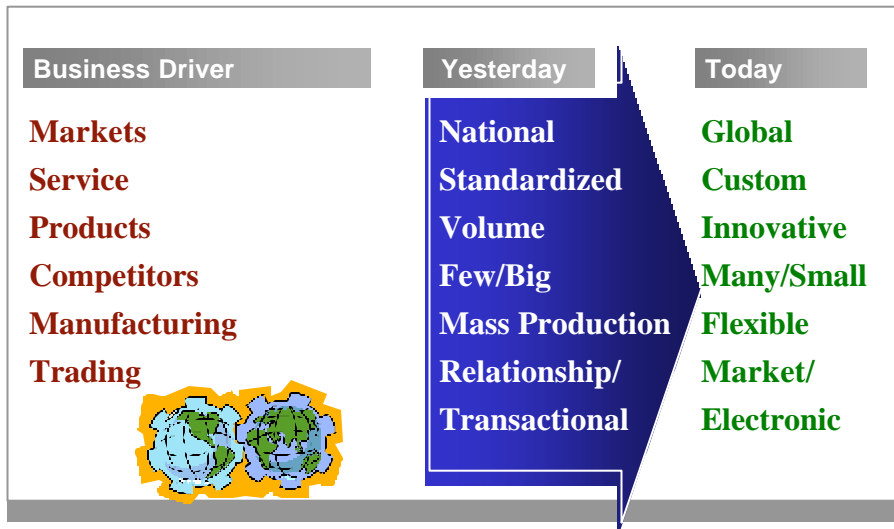 Business Driver Yesterday Today
Markets National Global
Service Standardized Custom
Products Volume Innovative
Competitors Few/Big Many/Small
Manufacturing Mass Production Flexible
Trading Relationship/ Market/
Transactional Electronic